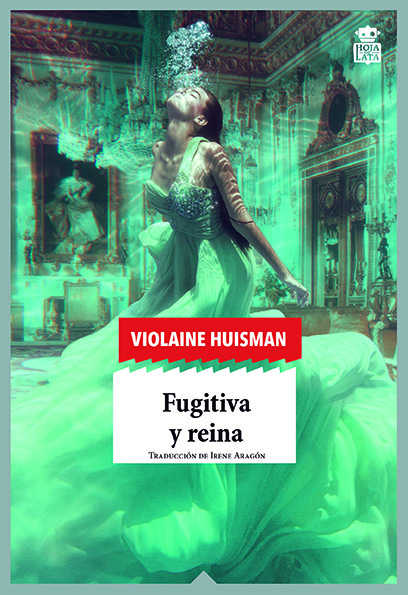 HOJA
DE
LATA
VIOLAINE HUISMAN
Fugitiva
y reina
TRADUCCIÓN DE IRENE ARAGÓN